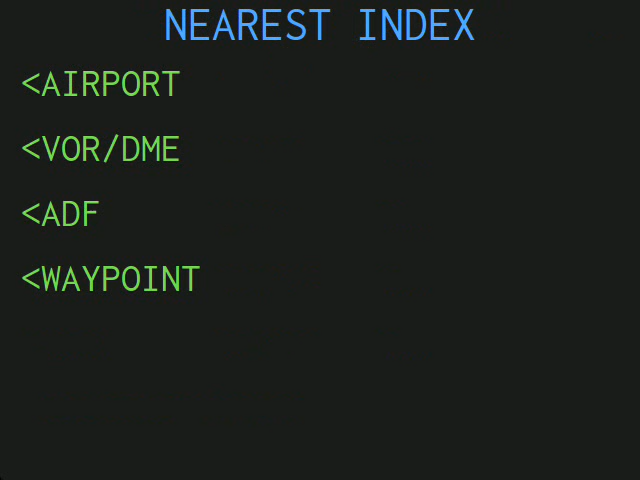 NEAREST INDEX
<AIRPORT
<VOR/DME
<ADF
<WAYPOINT